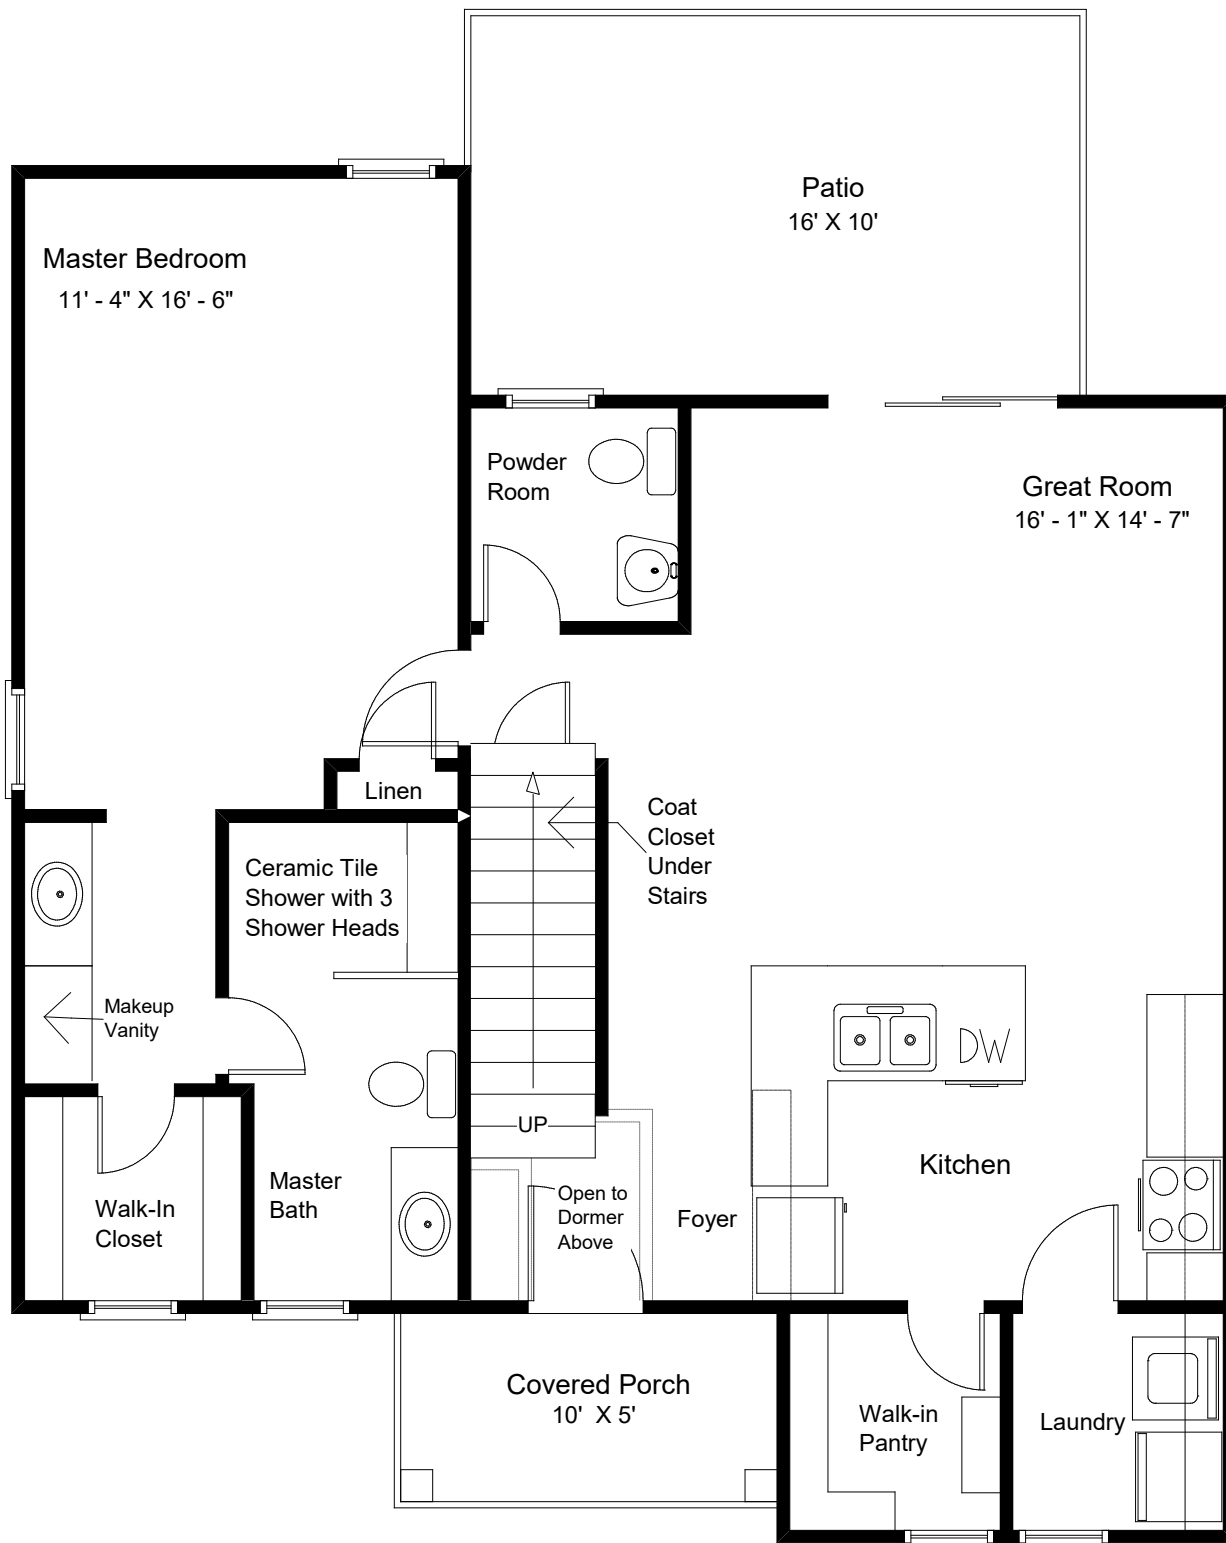 Patio
16' X 10'
Master Bedroom
11' - 4" X 16' - 6"
Powder
Room
Great Room
16' - 1" X 14' - 7"
Linen
Coat
Closet
Under
Stairs
Ceramic Tile
Shower with 3
Shower Heads
Makeup
Vanity
DW
UP
Kitchen
Master
Bath
Walk-In
Closet
Open to
Dormer
Above
Foyer
Covered Porch
10' X 5'
Walk-in
Pantry
Laundry